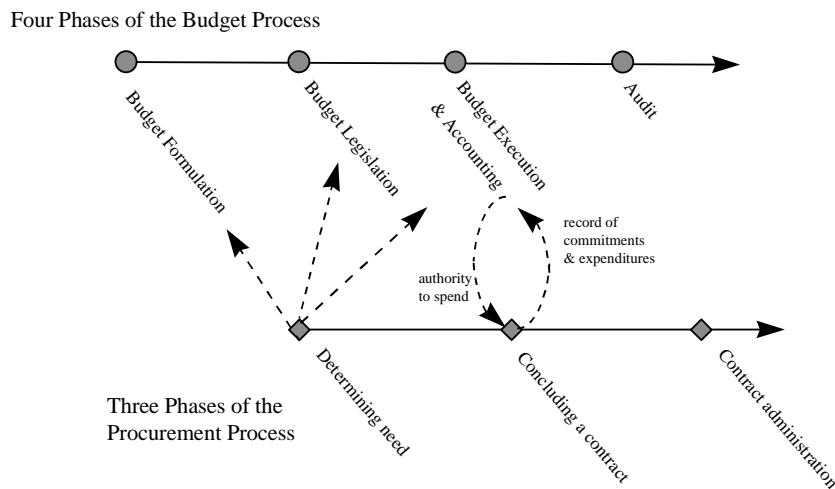 Four Phases of the Budget Process
Budget Formulation
Budget Legislation
Budget Execution
& Accounting
Audit
record of
commitments
& expenditures
authority
to spend
Determining need
Concluding a contract
Contract administration
Three Phases of the
Procurement Process